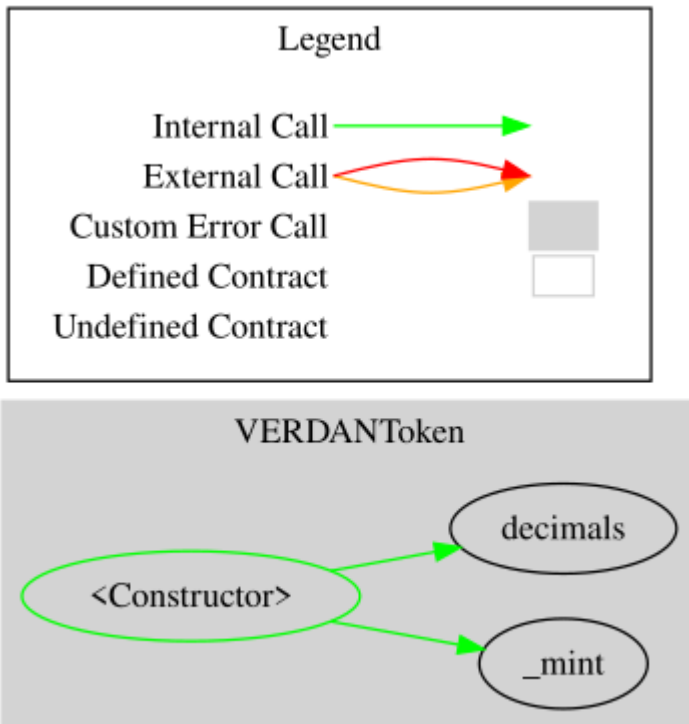 Legend
Internal Call
External Call
Custom Error Call
Defined Contract
Undefined Contract
VERDANToken
decimals
<Constructor>
_mint